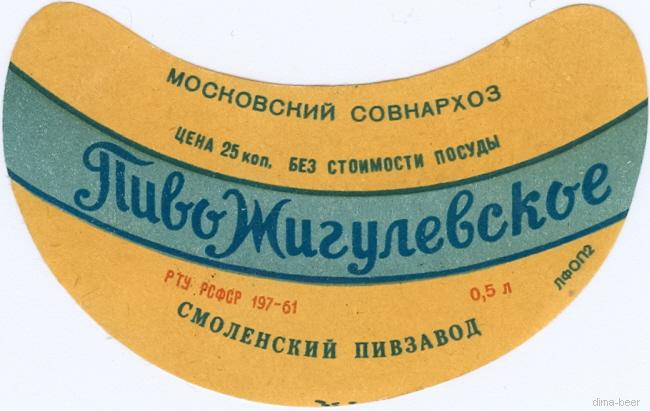 МОСКОВСКИЙ СОВНАРХОЗ
ЦЕНА 25 коп. БЕЗ СТОИМОСТИ ПОСУДЫ
Пиво Жигулевское
РТУ РСФСР 197-61
0,5 л
ЛФОП2
СМОЛЕНСКИЙ ПИВЗАВОД
dima-beer